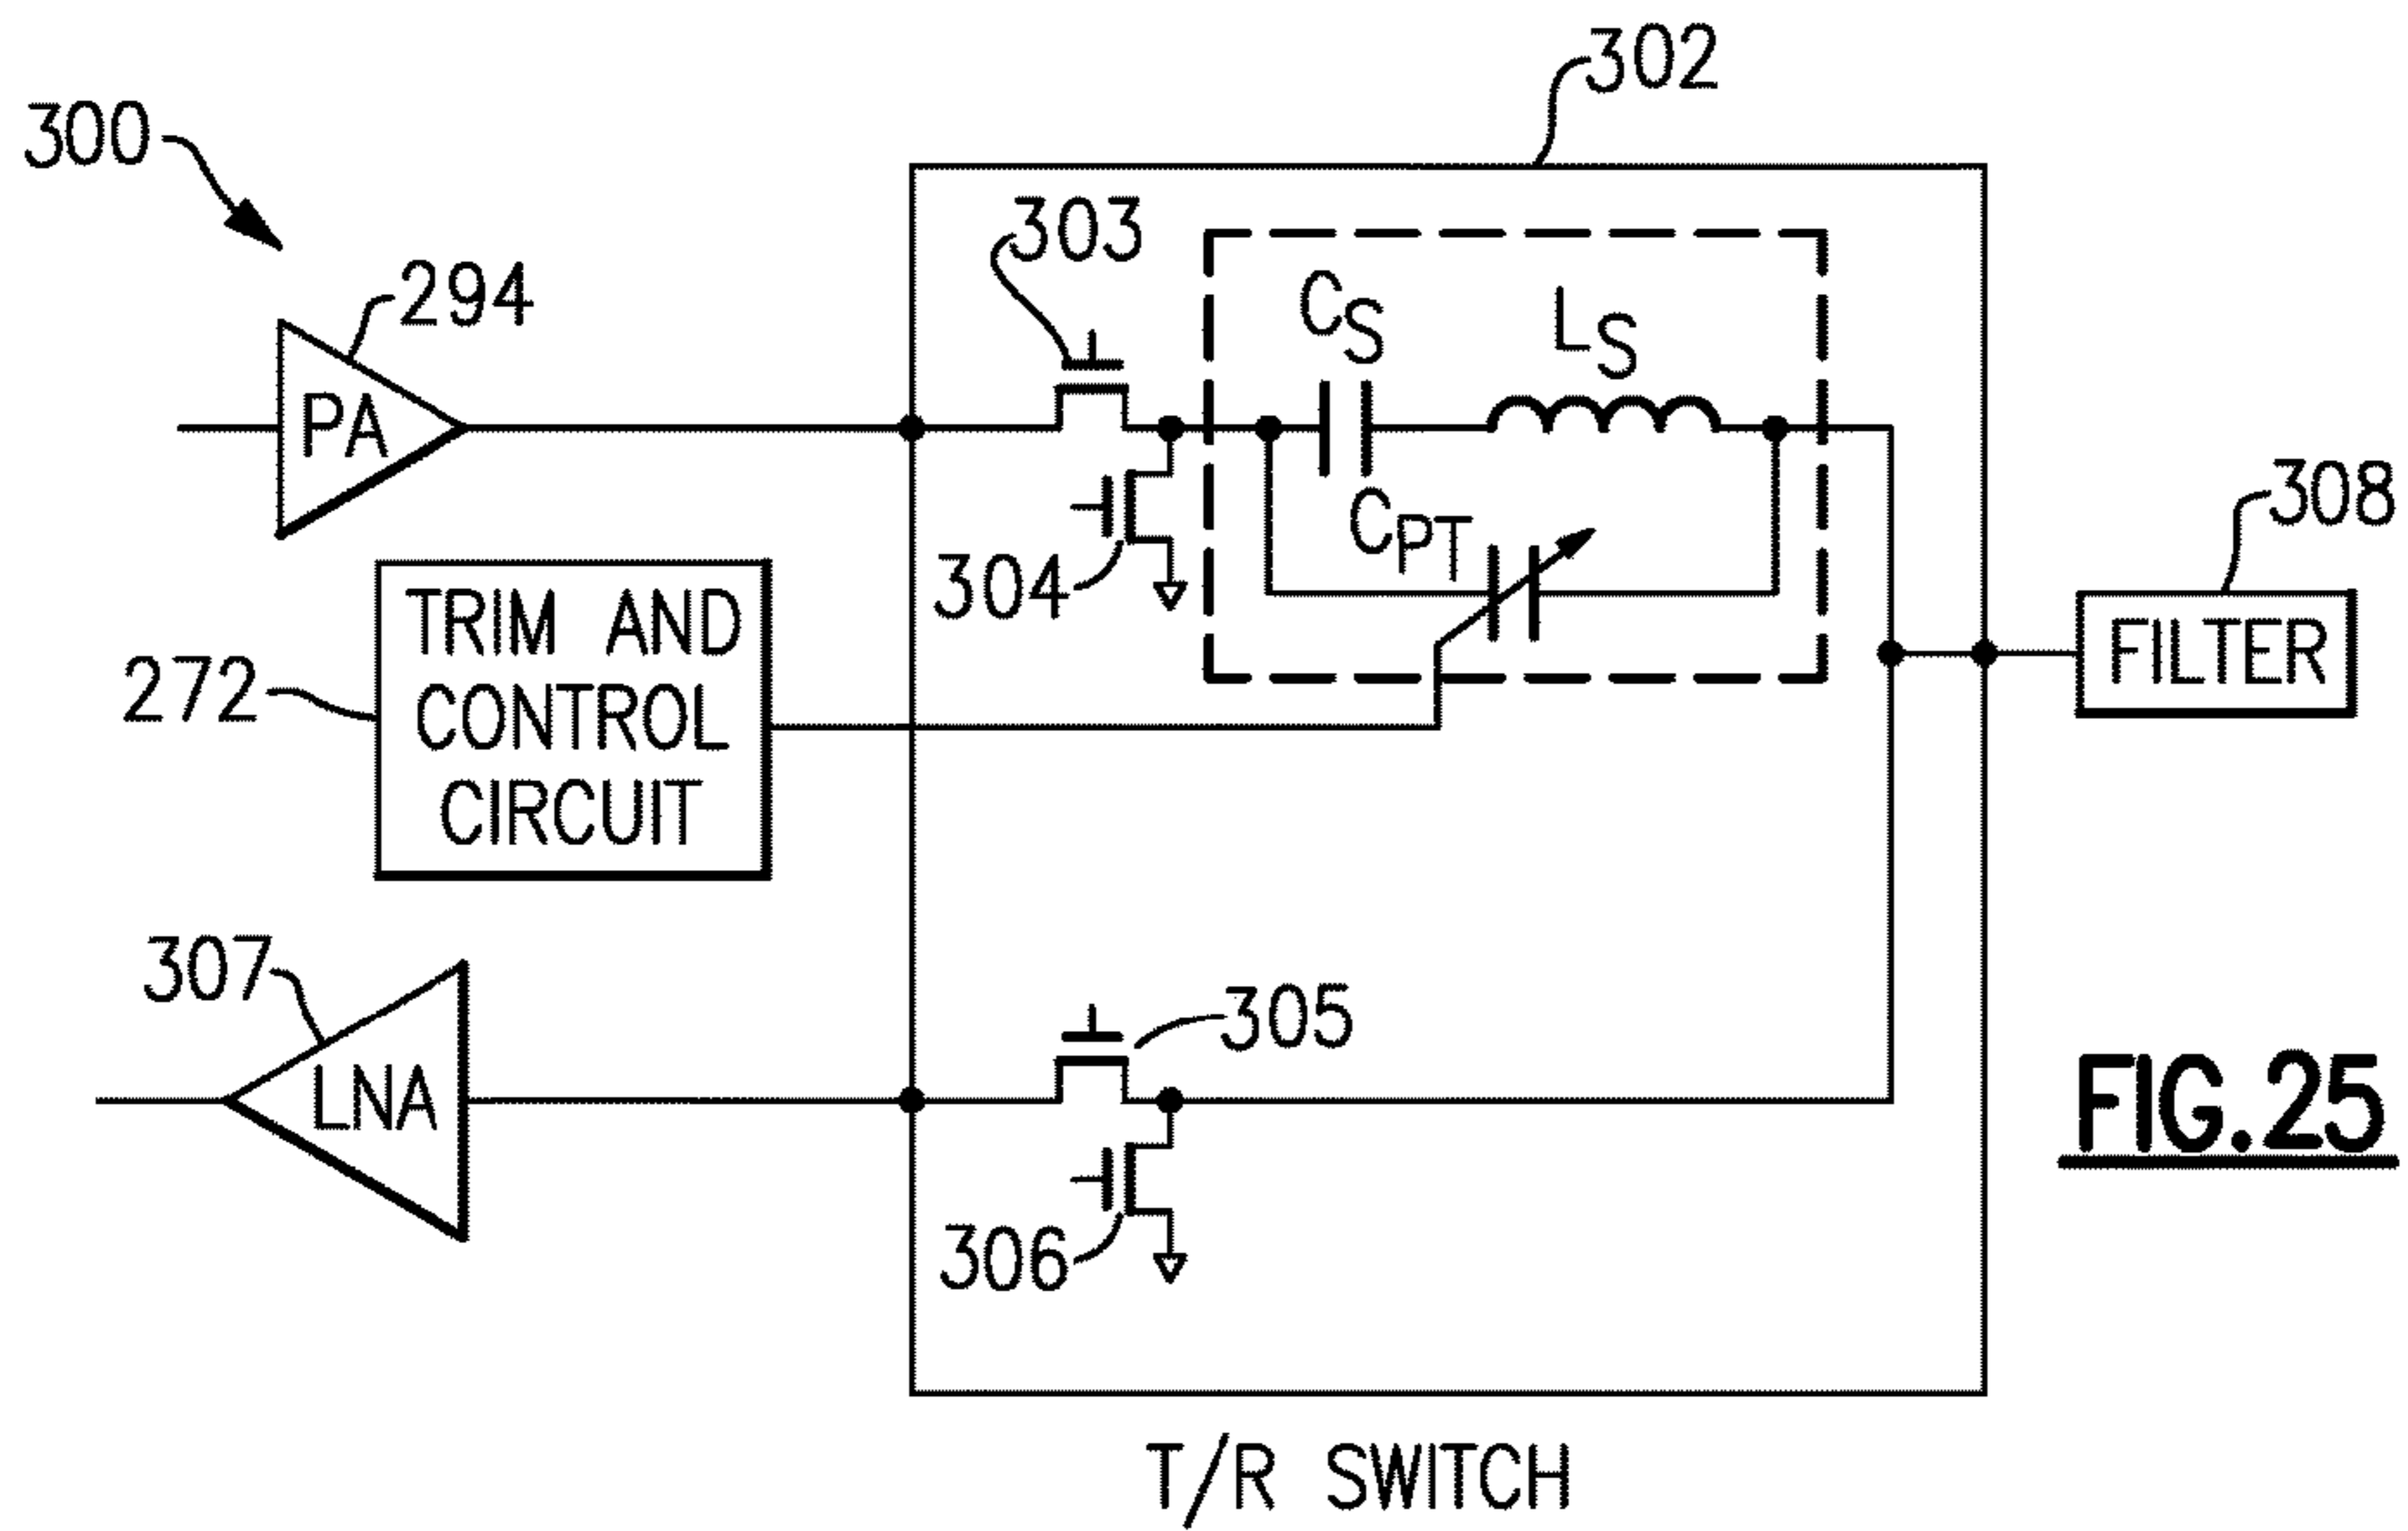 302
300
303
294
CS
LS
PA
CPT
308
304
TRIM AND
CONTROL
CIRCUIT
272
FILTER
307
305
LNA
FIG.25
306
T/R SWITCH